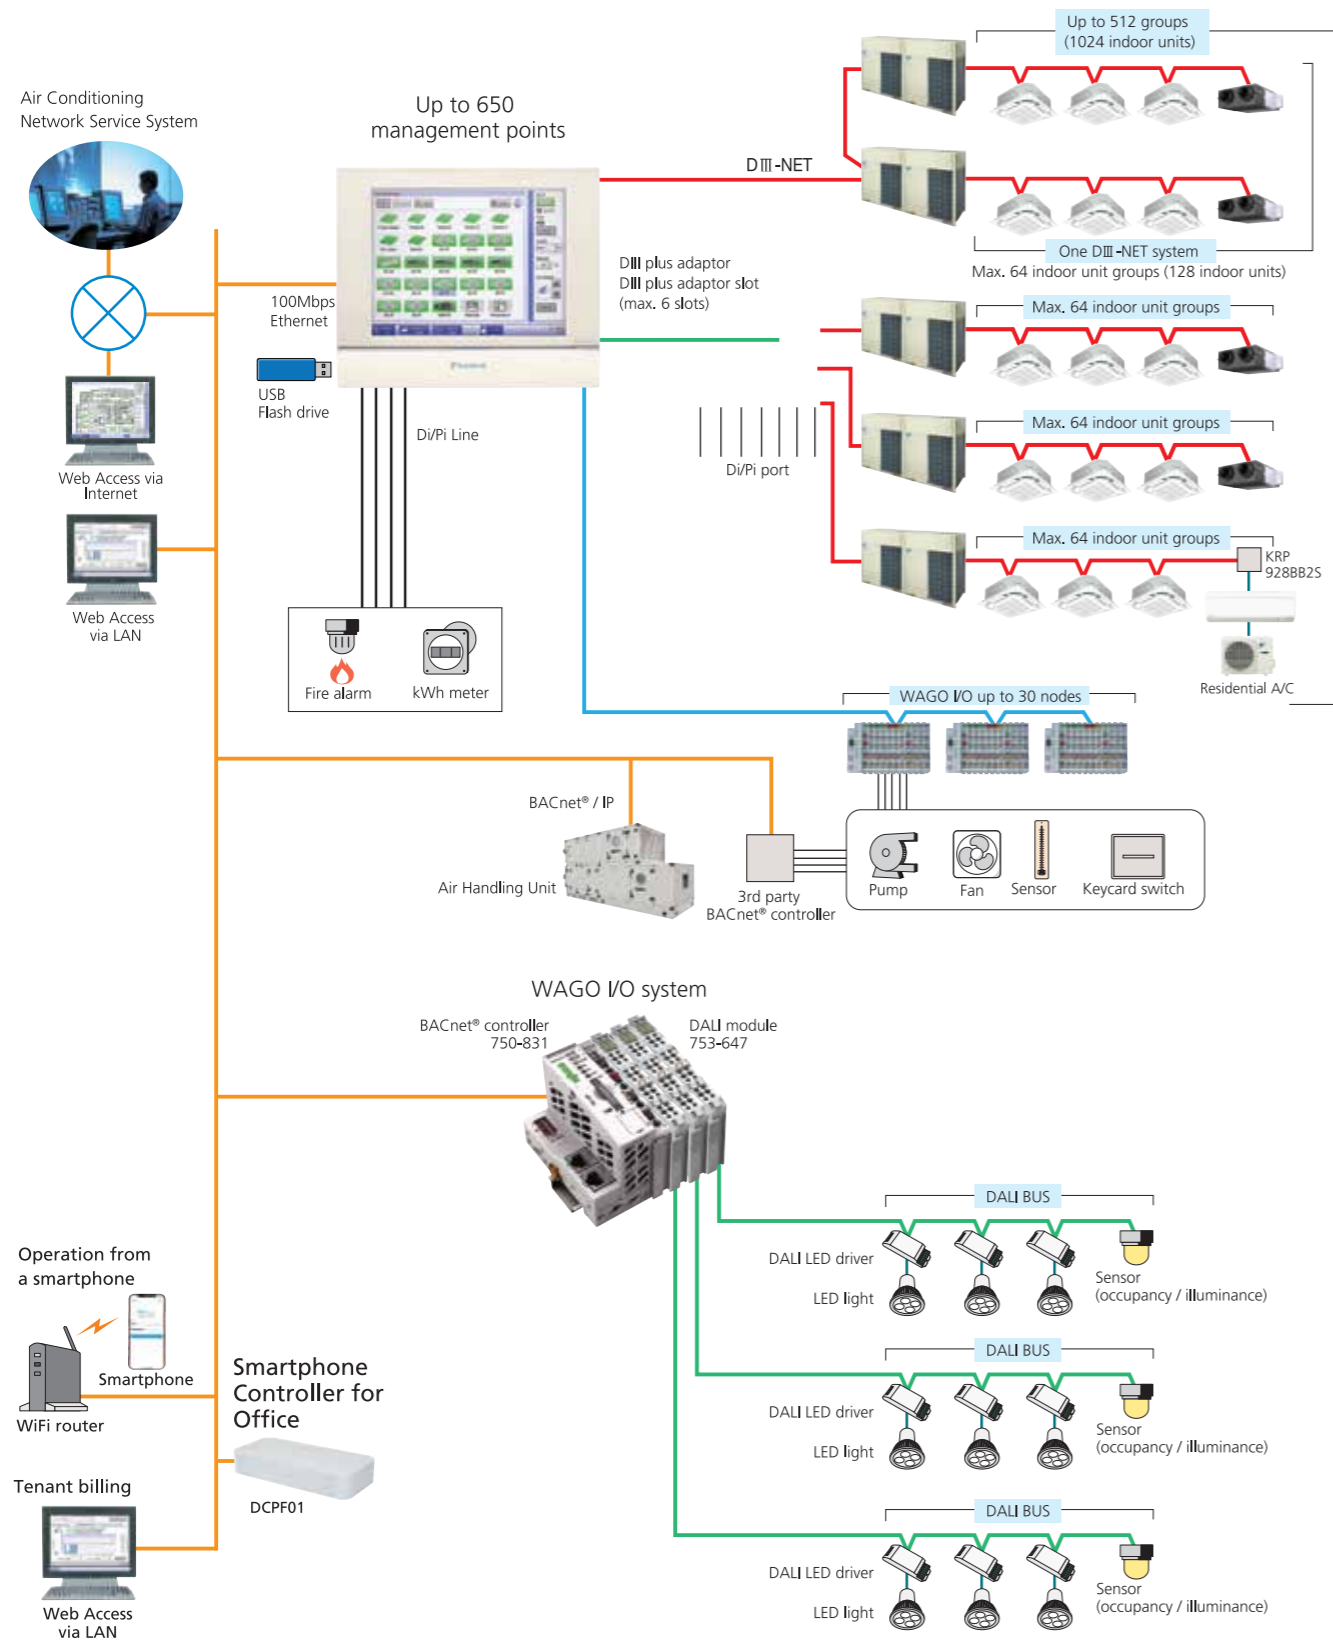 Up to 512 groups
(1024 indoor units)
Air Conditioning
Network Service System
Up to 650
management points
DⅢ-NET
One DⅢ-NET system
Max. 64 indoor unit groups (128 indoor units)
DⅢ plus adaptor
DⅢ plus adaptor slot
(max. 6 slots)
100Mbps
Ethernet
Max. 64 indoor unit groups
USB
Flash drive
Di/Pi Line
Max. 64 indoor unit groups
Di/Pi port
Web Access via
Internet
Max. 64 indoor unit groups
KRP
928BB2S
Web Access
via LAN
Fire alarm
kWh meter
Residential A/C
WAGO I/O up to 30 nodes
BACnet® / IP
Air Handling Unit
3rd party
BACnet® controller
Pump
Fan
Sensor
Keycard switch
WAGO I/O system
BACnet® controller
750-831
DALI module
753-647
DALI BUS
DALI LED driver
LED light
Sensor
(occupancy / illuminance)
Operation from
a smartphone
Smartphone
WiFi router
DALI BUS
DALI LED driver
LED light
Sensor
(occupancy / illuminance)
Smartphone
Controller for
Office
DCPF01
Tenant billing
Web Access
via LAN
DALI BUS
DALI LED driver
LED light
Sensor
(occupancy / illuminance)